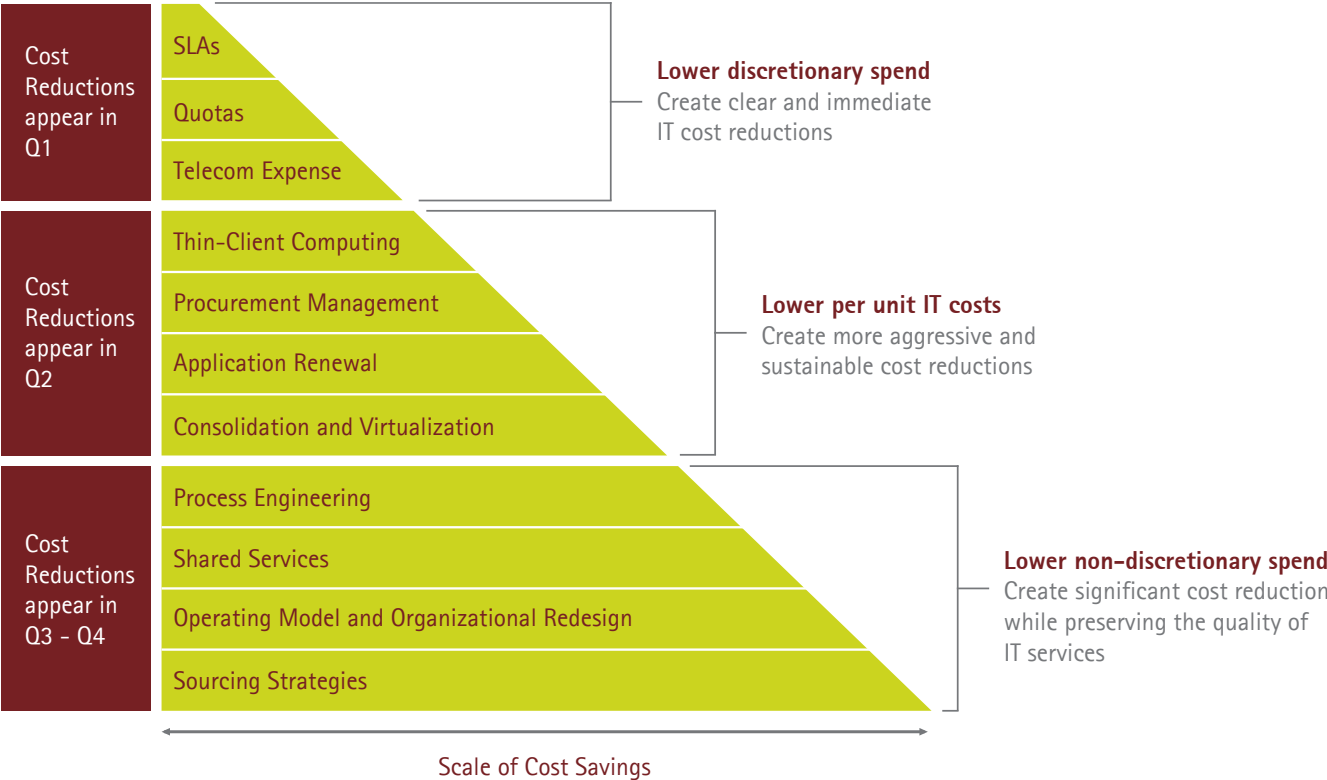 Cost
Reductions
appear in
Q1
SLAs
Quotas
Telecom Expense
Lower discretionary spend
Create clear and immediate
IT cost reductions
Cost
Reductions
appear in
Q2
Thin-Client Computing
Procurement Management
Application Renewal
Consolidation and Virtualization
Lower per unit IT costs
Create more aggressive and
sustainable cost reductions
Cost
Reductions
appear in
Q3 - Q4
Process Engineering
Shared Services
Operating Model and Organizational Redesign
Sourcing Strategies
Lower non-discretionary spend
Create significant cost reduction
while preserving the quality of
IT services
Scale of Cost Savings